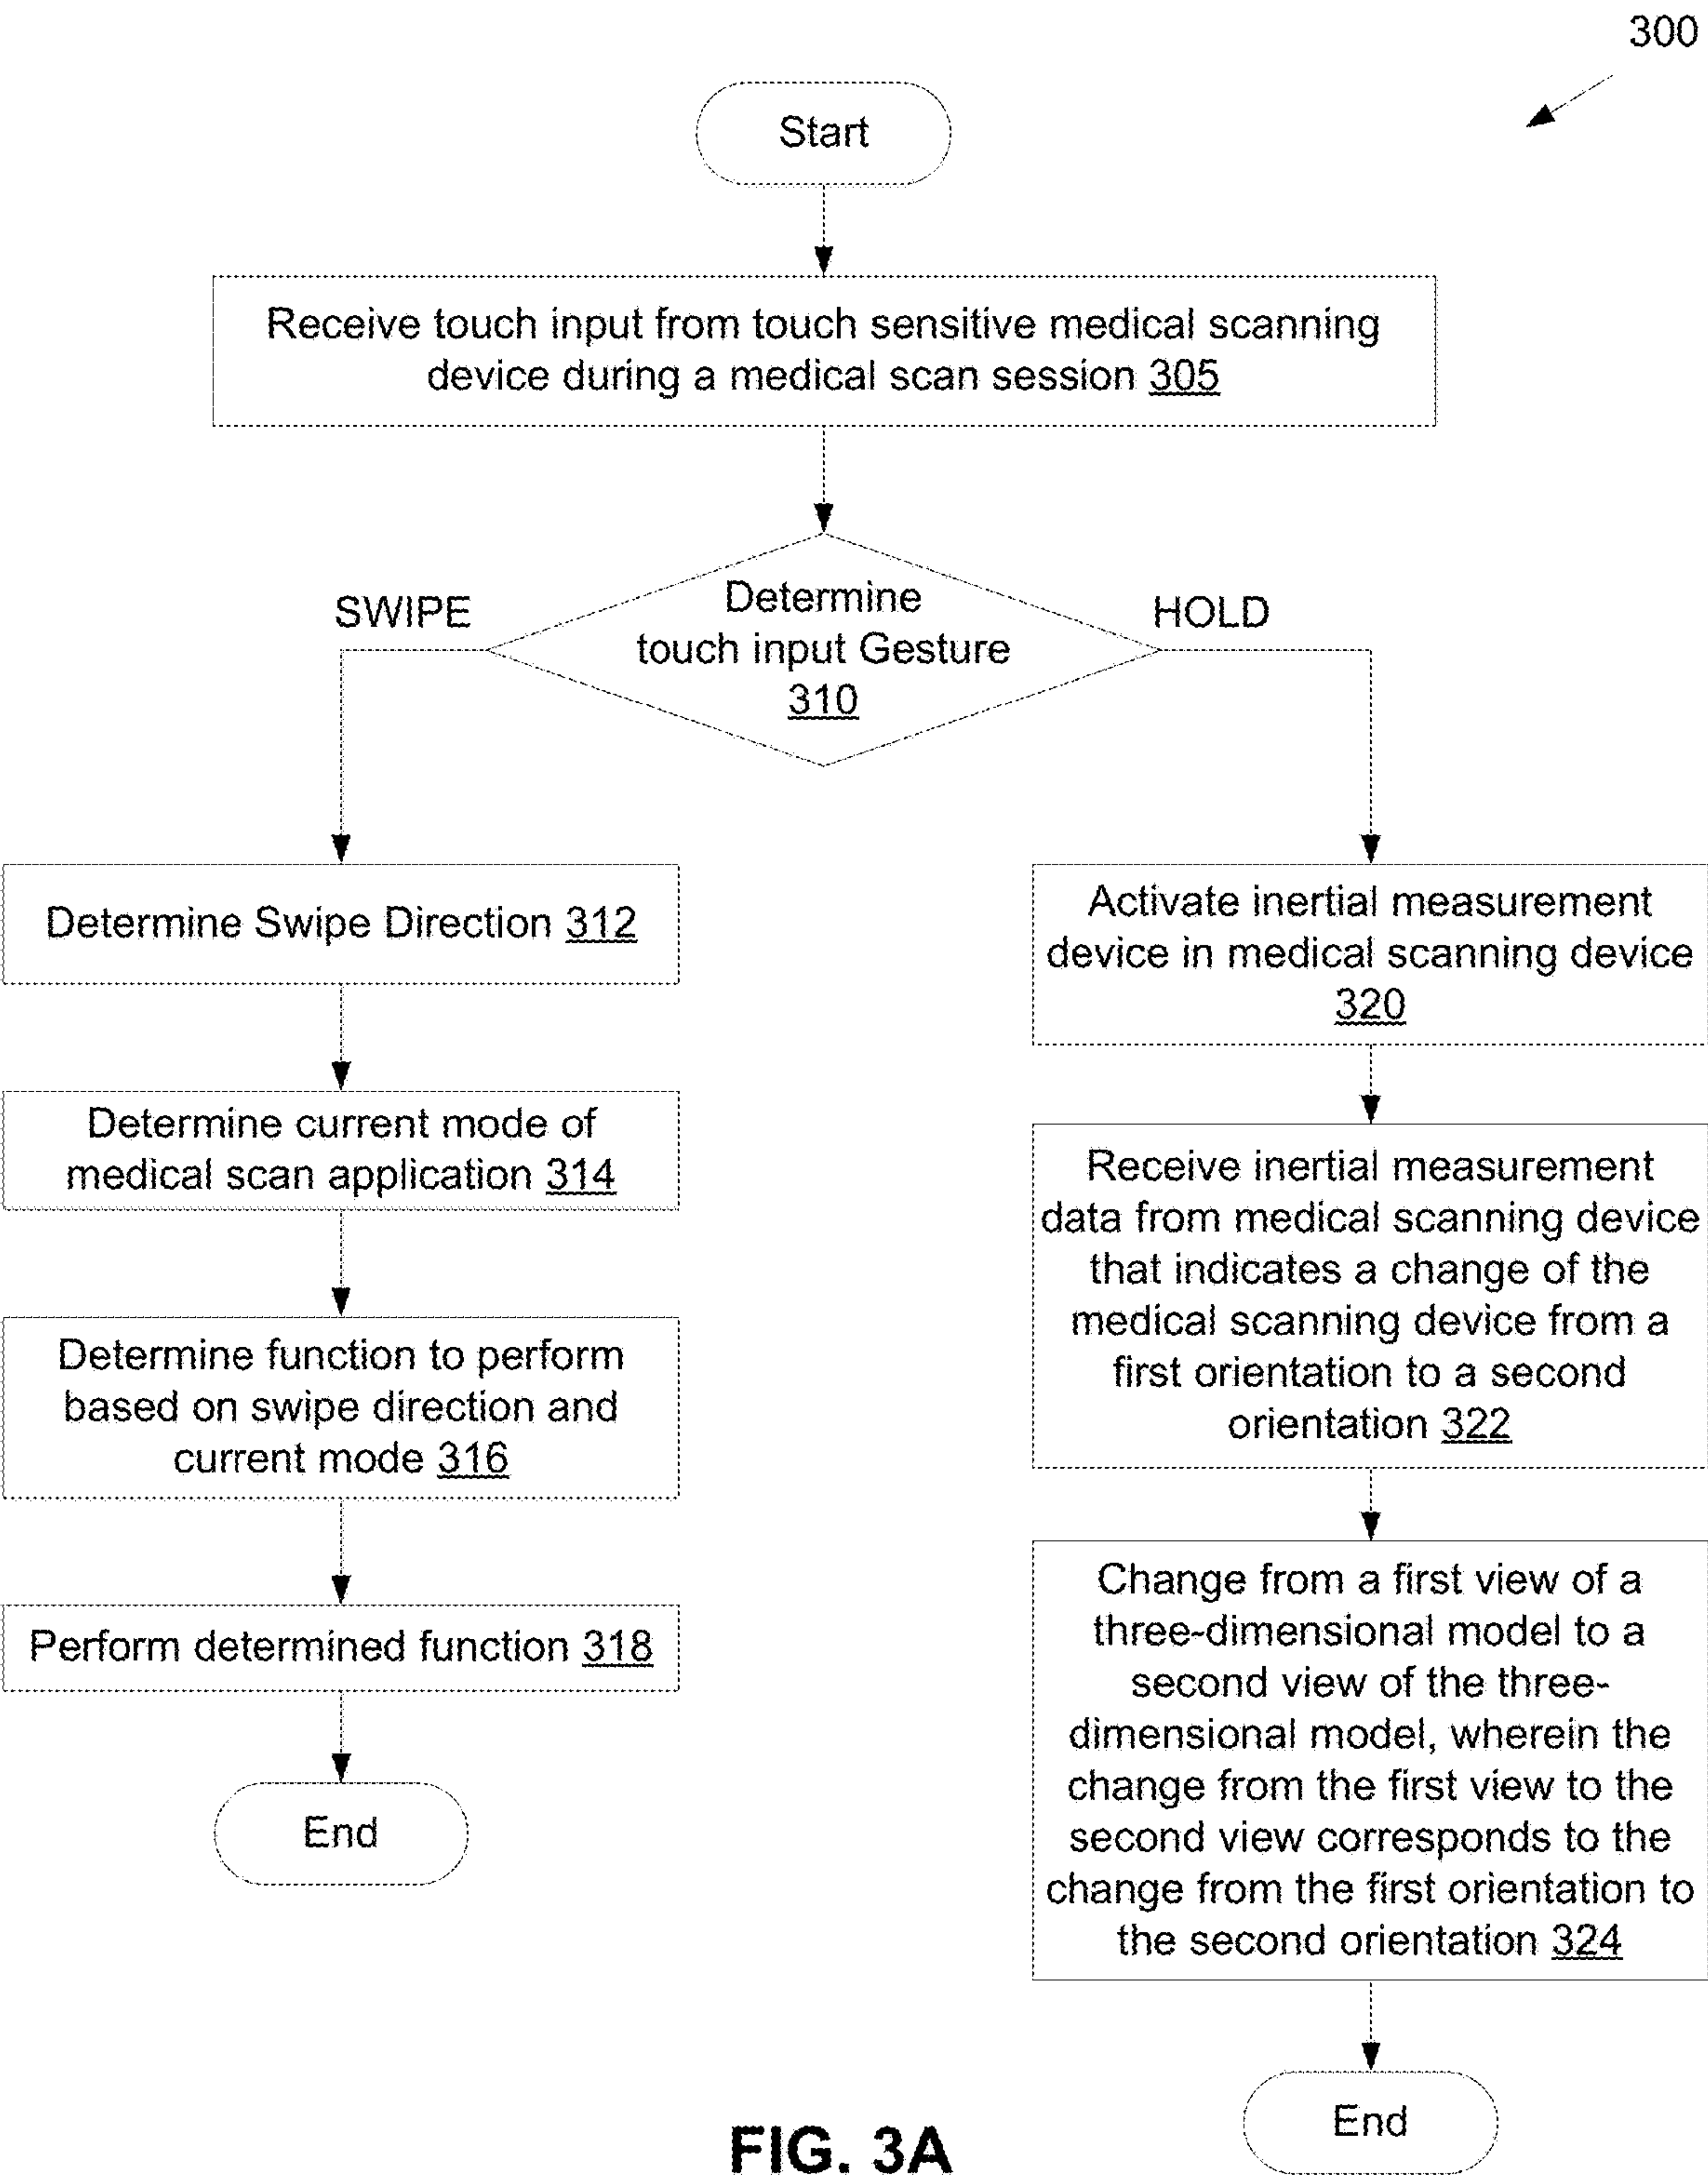 300
Start
Receive touch input from touch sensitive medical scanning
device during a medical scan session 305
Determine
touch input Gesture
310
SWIPE
HOLD
Determine Swipe Direction 312
Determine current mode of
medical scan application 314
Determine function to perform
based on swipe direction and
current mode 316
Perform determined function 318
End
Activate inertial measurement
device in medical scanning device
320
Receive inertial measurement
data from medical scanning device
that indicates a change of the
medical scanning device from a
first orientation to a second
orientation 322
Change from a first view of a
three-dimensional model to a
second view of the three-
dimensional model, wherein the
change from the first view to the
second view corresponds to the
change from the first orientation to
the second orientation 324
End
FIG. 3A